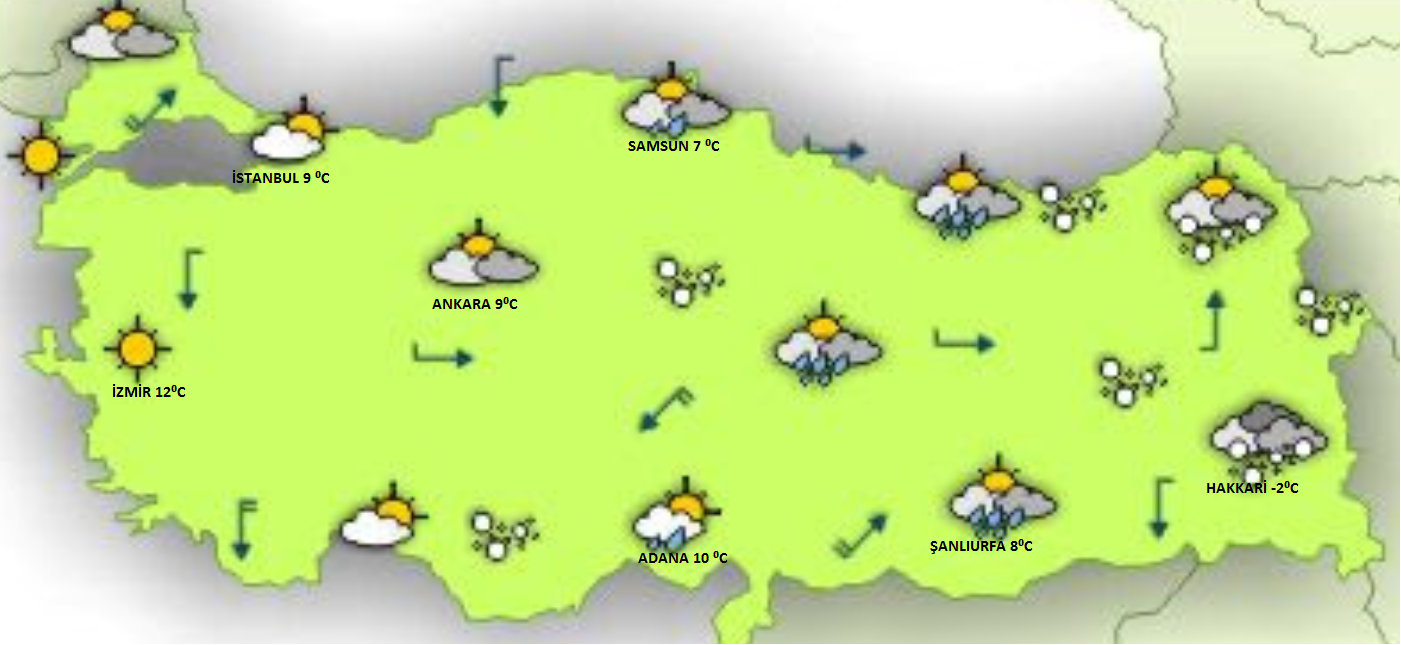 SAMSUN 7 ⁰C
İSTANBUL 9 ⁰C
ANKARA 9⁰C
İZMİR 12⁰C
HAKKARİ -2⁰C
ŞANLIURFA 8⁰C
ADANA 10 ⁰C